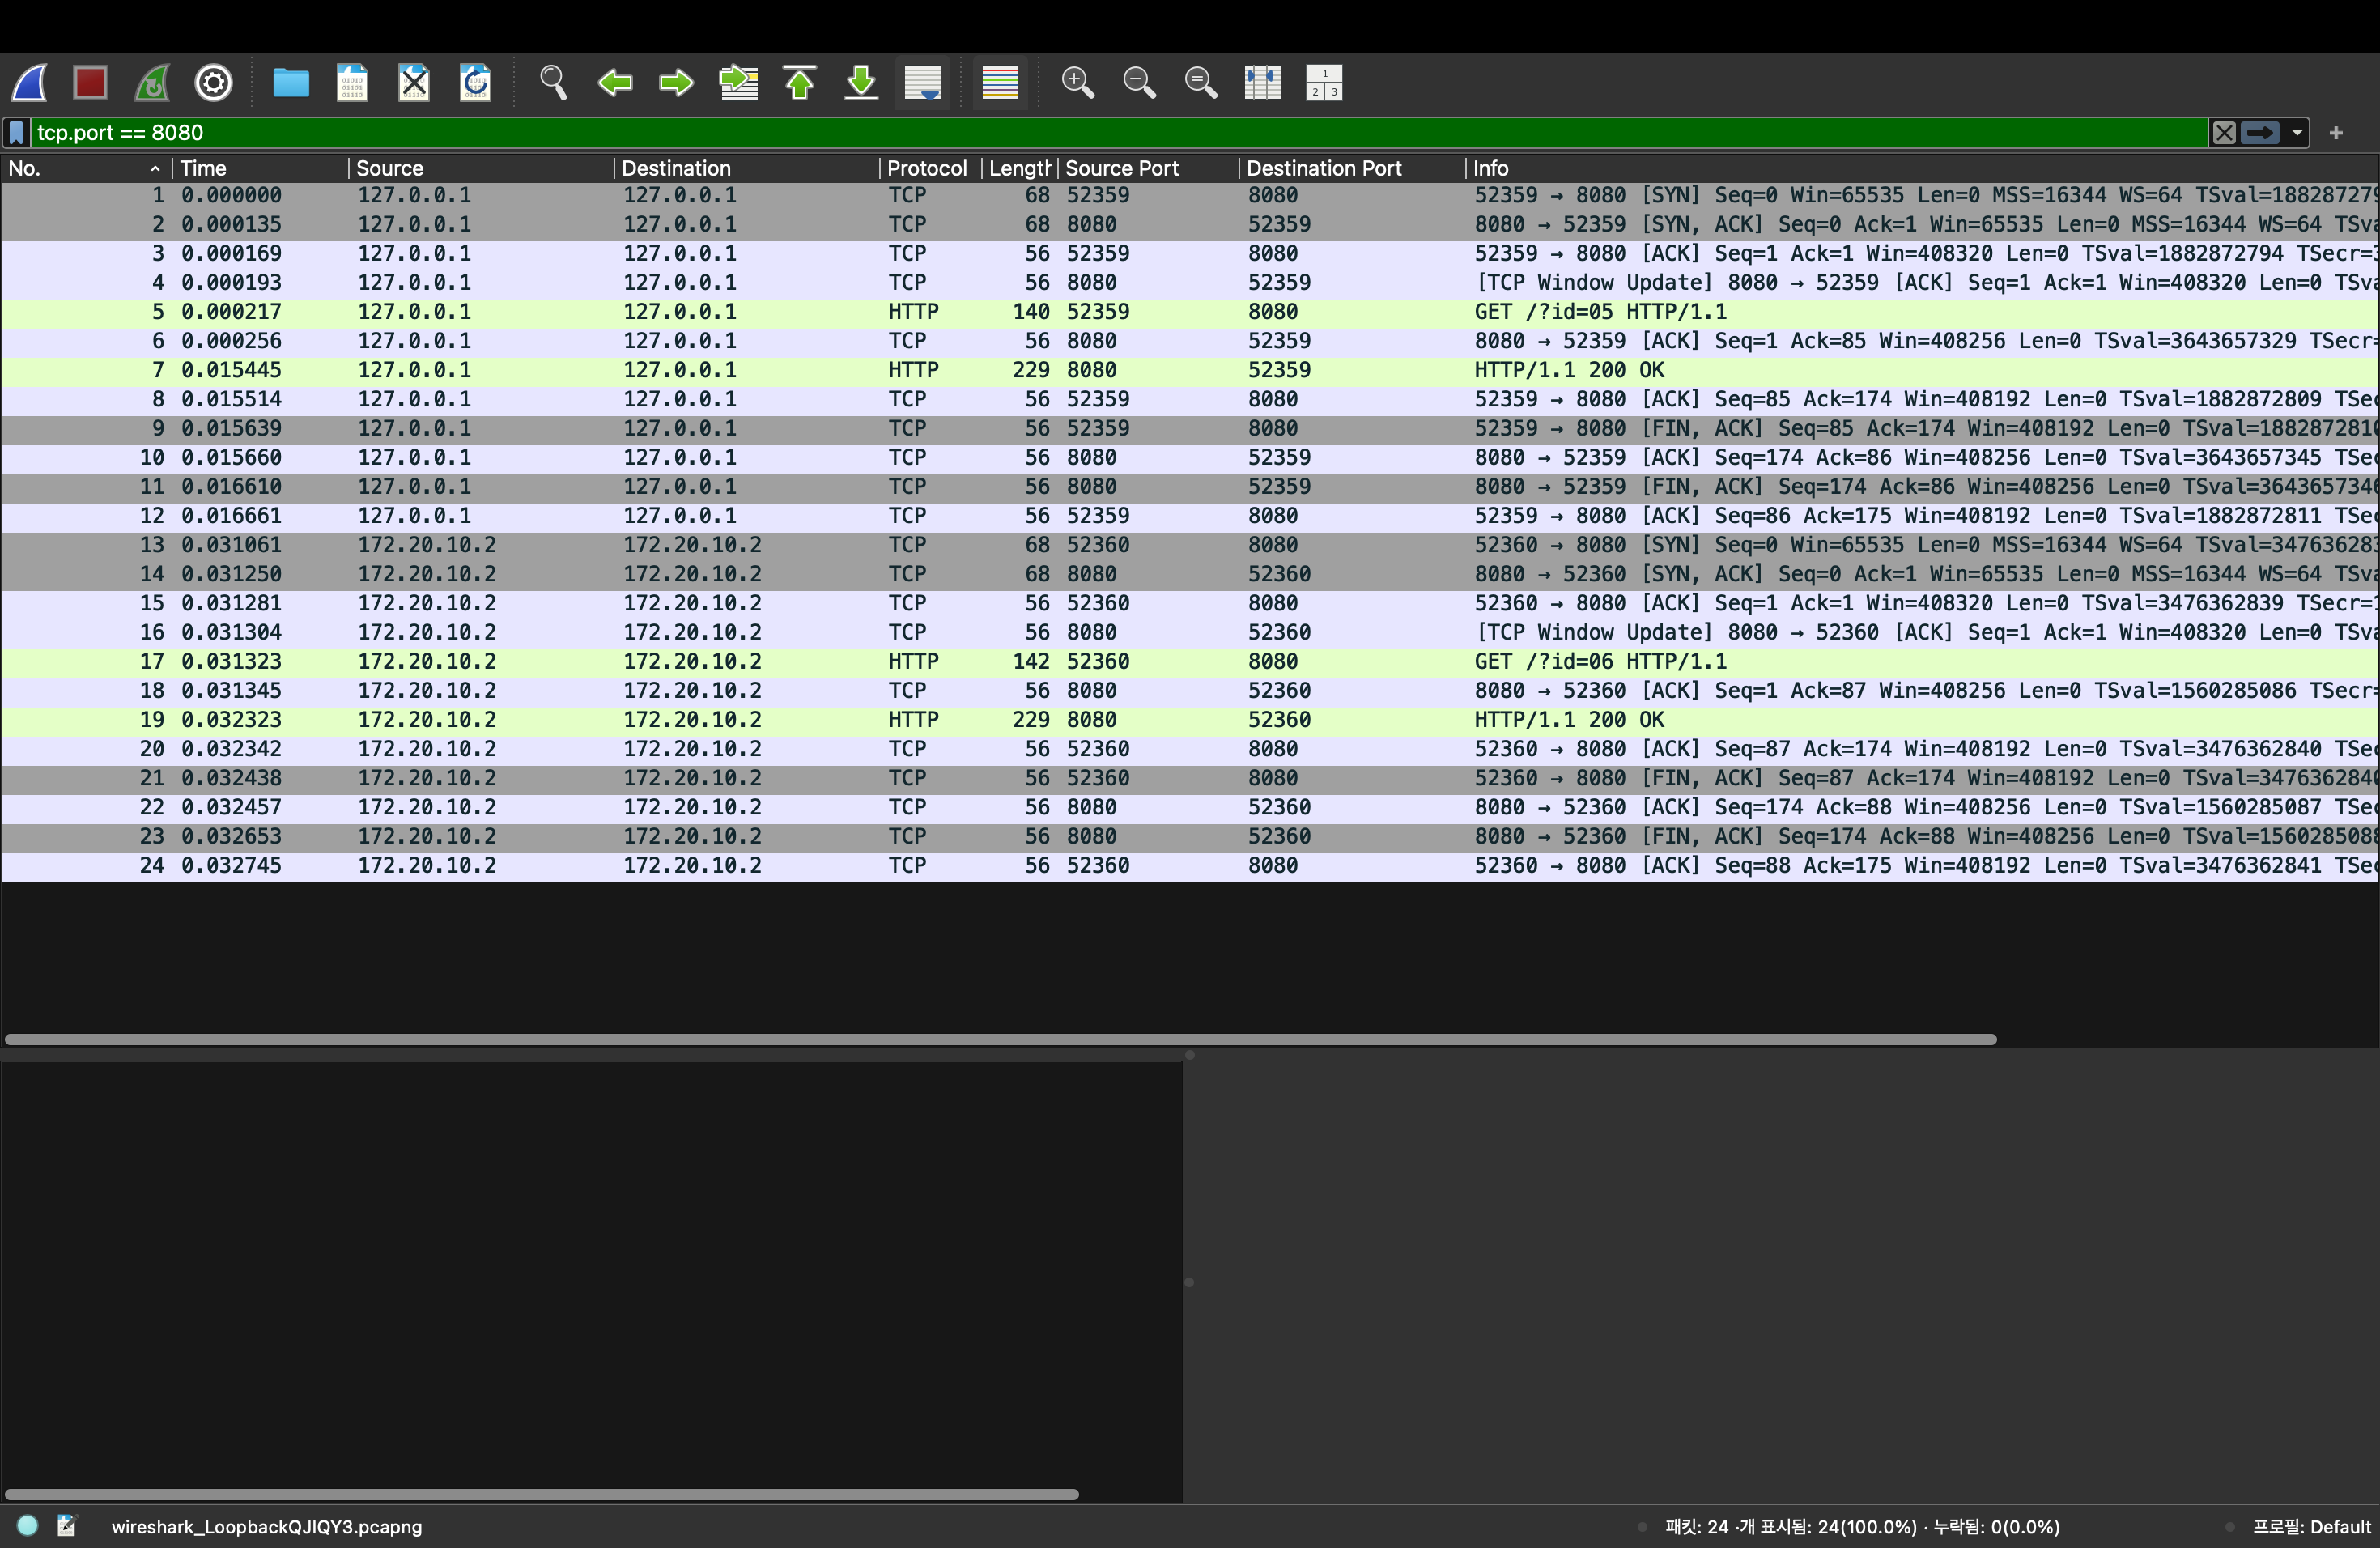 tcp.port == 8080
No. Time Source Destination Protocol Length Source Port Destination Port Info
1 0.000000 127.0.0.1 127.0.0.1 TCP 68 52359 8080 52359 → 8080 [SYN] Seq=0 Win=65535 Len=0 MSS=16344 WS=64 TSval=188287279
2 0.000135 127.0.0.1 127.0.0.1 TCP 68 8080 52359 8080 → 52359 [SYN, ACK] Seq=0 Ack=1 Win=65535 Len=0 MSS=16344 WS=64 TSva
3 0.000169 127.0.0.1 127.0.0.1 TCP 56 52359 8080 52359 → 8080 [ACK] Seq=1 Ack=1 Win=408320 Len=0 TSval=1882872794 TSecr=3
4 0.000193 127.0.0.1 127.0.0.1 TCP 56 8080 52359 [TCP Window Update] 8080 → 52359 [ACK] Seq=1 Ack=1 Win=408320 Len=0 TSva
5 0.000217 127.0.0.1 127.0.0.1 HTTP 140 52359 8080 GET /?id=05 HTTP/1.1
6 0.000256 127.0.0.1 127.0.0.1 TCP 56 8080 52359 8080 → 52359 [ACK] Seq=1 Ack=85 Win=408256 Len=0 TSval=3643657329 TSecr=
7 0.015445 127.0.0.1 127.0.0.1 HTTP 229 8080 52359 HTTP/1.1 200 OK
8 0.015514 127.0.0.1 127.0.0.1 TCP 56 52359 8080 52359 → 8080 [ACK] Seq=85 Ack=174 Win=408192 Len=0 TSval=1882872809 TSec
9 0.015639 127.0.0.1 127.0.0.1 TCP 56 52359 8080 52359 → 8080 [FIN, ACK] Seq=85 Ack=174 Win=408192 Len=0 TSval=1882872810
10 0.015660 127.0.0.1 127.0.0.1 TCP 56 8080 52359 8080 → 52359 [ACK] Seq=174 Ack=86 Win=408256 Len=0 TSval=3643657345 TSec
11 0.016610 127.0.0.1 127.0.0.1 TCP 56 8080 52359 8080 → 52359 [FIN, ACK] Seq=174 Ack=86 Win=408256 Len=0 TSval=3643657346
12 0.016661 127.0.0.1 127.0.0.1 TCP 56 52359 8080 52359 → 8080 [ACK] Seq=86 Ack=175 Win=408192 Len=0 TSval=1882872811 TSec
13 0.031061 172.20.10.2 172.20.10.2 TCP 68 52360 8080 52360 → 8080 [SYN] Seq=0 Win=65535 Len=0 MSS=16344 WS=64 TSval=347636283
14 0.031250 172.20.10.2 172.20.10.2 TCP 68 8080 52360 8080 → 52360 [SYN, ACK] Seq=0 Ack=1 Win=65535 Len=0 MSS=16344 WS=64 TSva
15 0.031281 172.20.10.2 172.20.10.2 TCP 56 52360 8080 52360 → 8080 [ACK] Seq=1 Ack=1 Win=408320 Len=0 TSval=3476362839 TSecr=1
16 0.031304 172.20.10.2 172.20.10.2 TCP 56 8080 52360 [TCP Window Update] 8080 → 52360 [ACK] Seq=1 Ack=1 Win=408320 Len=0 TSva
17 0.031323 172.20.10.2 172.20.10.2 HTTP 142 52360 8080 GET /?id=06 HTTP/1.1
18 0.031345 172.20.10.2 172.20.10.2 TCP 56 8080 52360 8080 → 52360 [ACK] Seq=1 Ack=87 Win=408256 Len=0 TSval=1560285086 TSecr=
19 0.032323 172.20.10.2 172.20.10.2 HTTP 229 8080 52360 HTTP/1.1 200 OK
20 0.032342 172.20.10.2 172.20.10.2 TCP 56 52360 8080 52360 → 8080 [ACK] Seq=87 Ack=174 Win=408192 Len=0 TSval=3476362840 TSec
21 0.032438 172.20.10.2 172.20.10.2 TCP 56 52360 8080 52360 → 8080 [FIN, ACK] Seq=87 Ack=174 Win=408192 Len=0 TSval=3476362840
22 0.032457 172.20.10.2 172.20.10.2 TCP 56 8080 52360 8080 → 52360 [ACK] Seq=174 Ack=88 Win=408256 Len=0 TSval=1560285087 TSec
23 0.032653 172.20.10.2 172.20.10.2 TCP 56 8080 52360 8080 → 52360 [FIN, ACK] Seq=174 Ack=88 Win=408256 Len=0 TSval=1560285088
24 0.032745 172.20.10.2 172.20.10.2 TCP 56 52360 8080 52360 → 8080 [ACK] Seq=88 Ack=175 Win=408192 Len=0 TSval=3476362841 TSec
wireshark_LoopbackQJIQY3.pcapng 패킷: 24 ·개 표시됨: 24(100.0%) · 누락됨: 0(0.0%) 프로필: Default